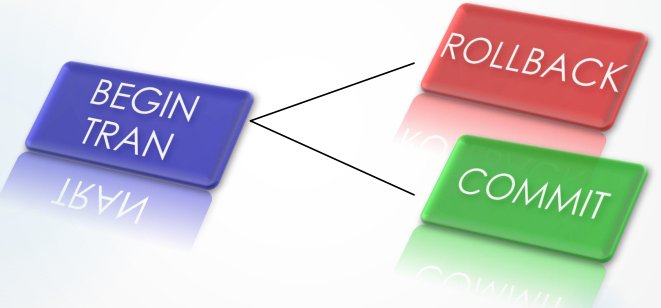 BEGIN
TRAN
ROLLBACK
COMMIT